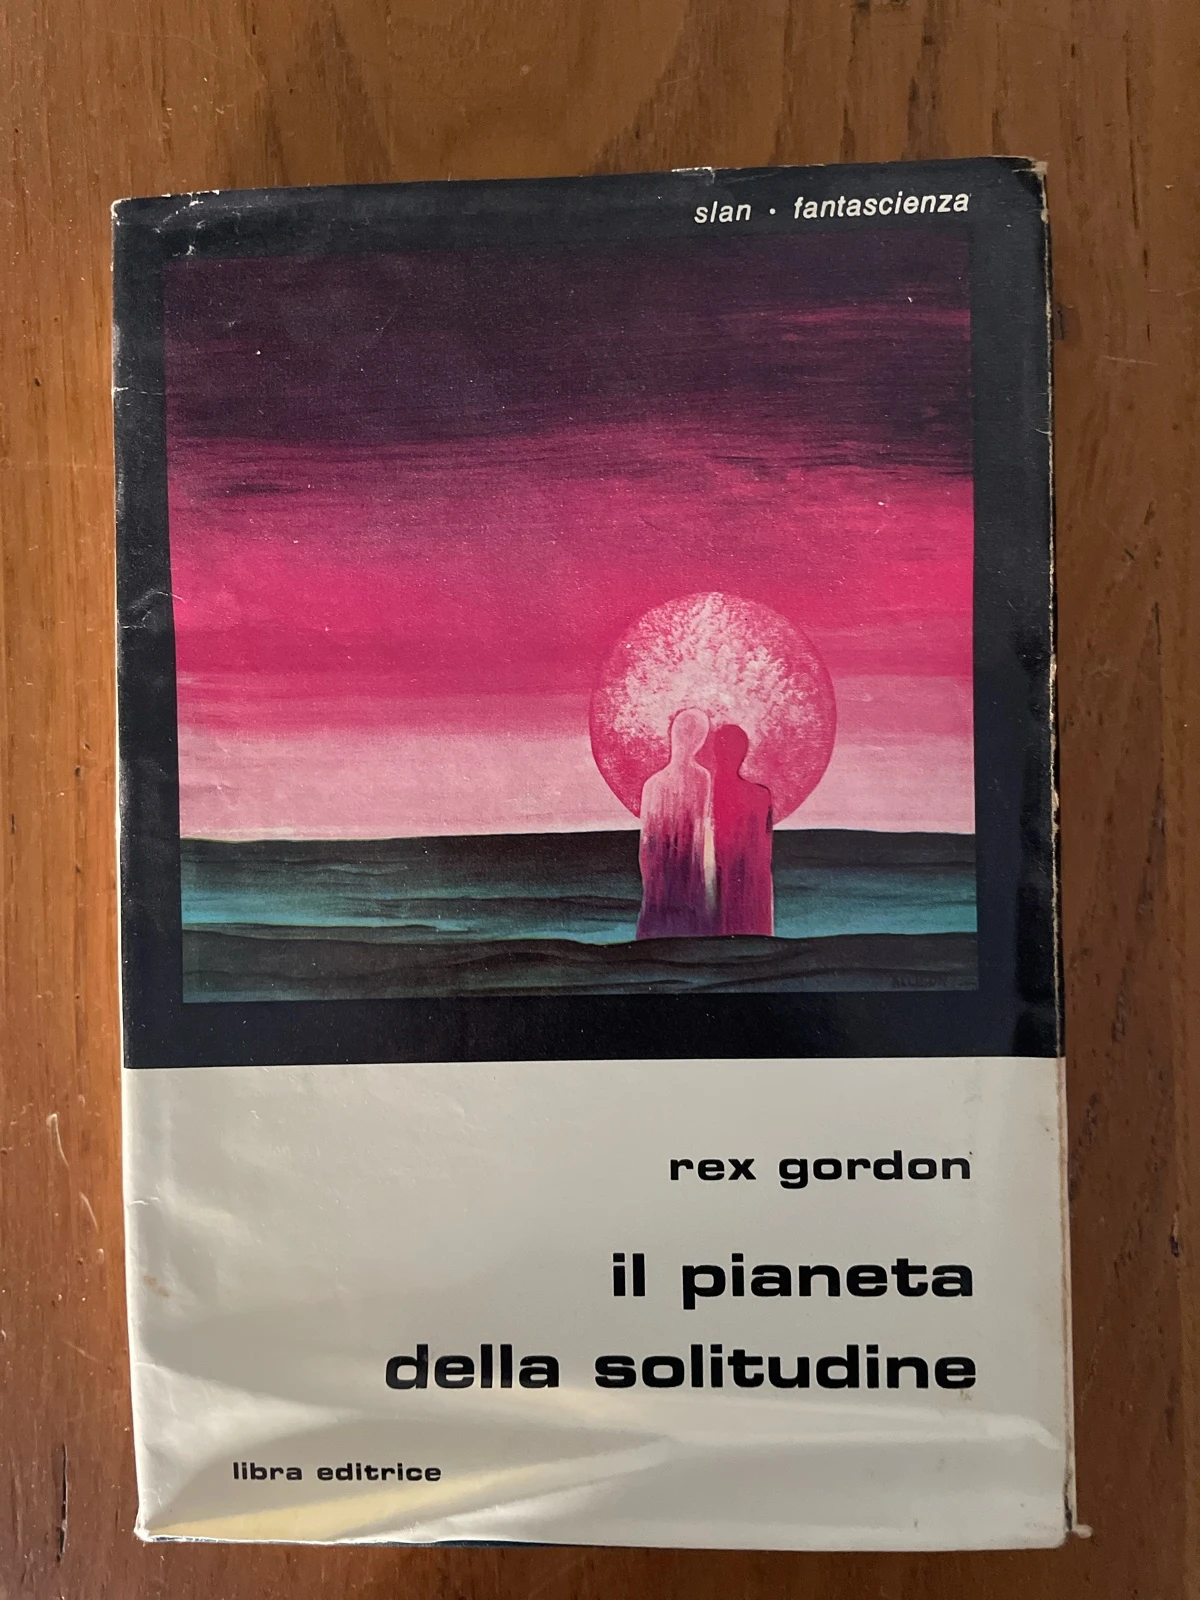 slan • fantascienza
rex gordon
il pianeta
della solitudine
libra editrice